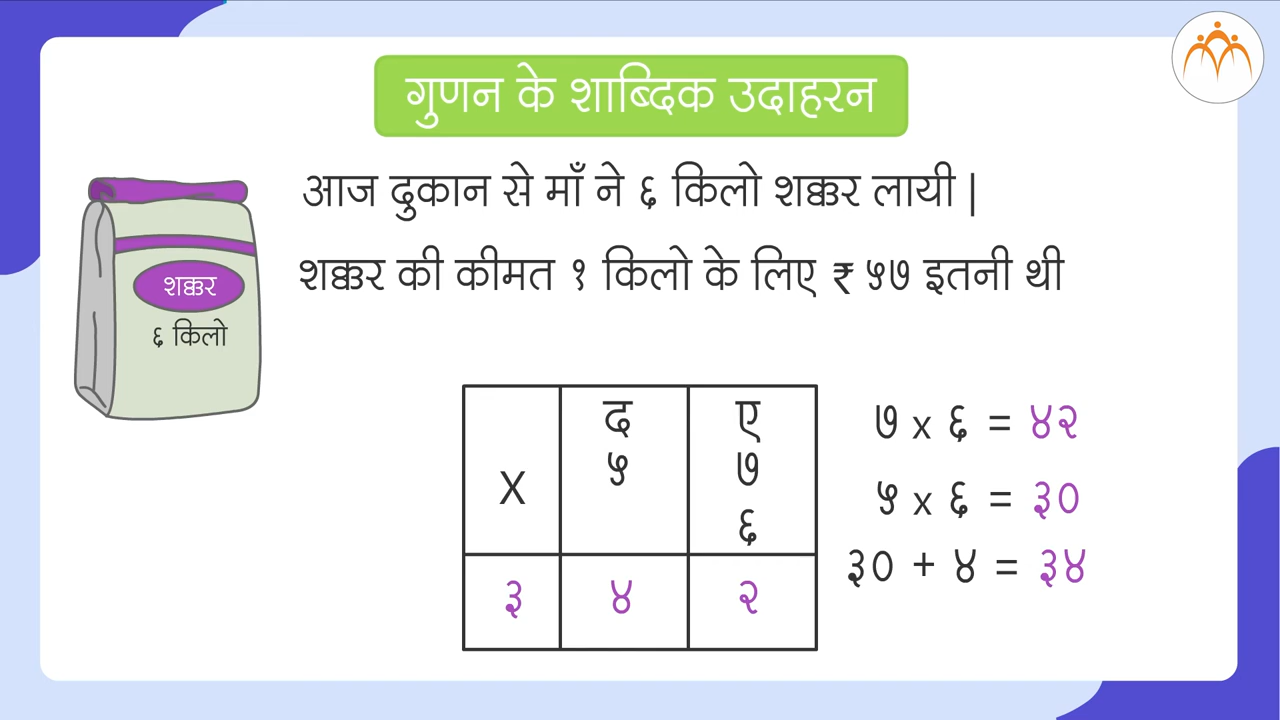 गुणन के शाब्दिक उदाहरन
आज दुकान से माँ ने ६ किलो शक्कर लायी |
शक्कर की कीमत १ किलो के लिए ₹ ५७ इतनी थी
शक्कर
६ किलो
द ए
५ ७
X ६
३ ४ २
७ x ६ = ४२
५ x ६ = ३०
३० + ४ = ३४